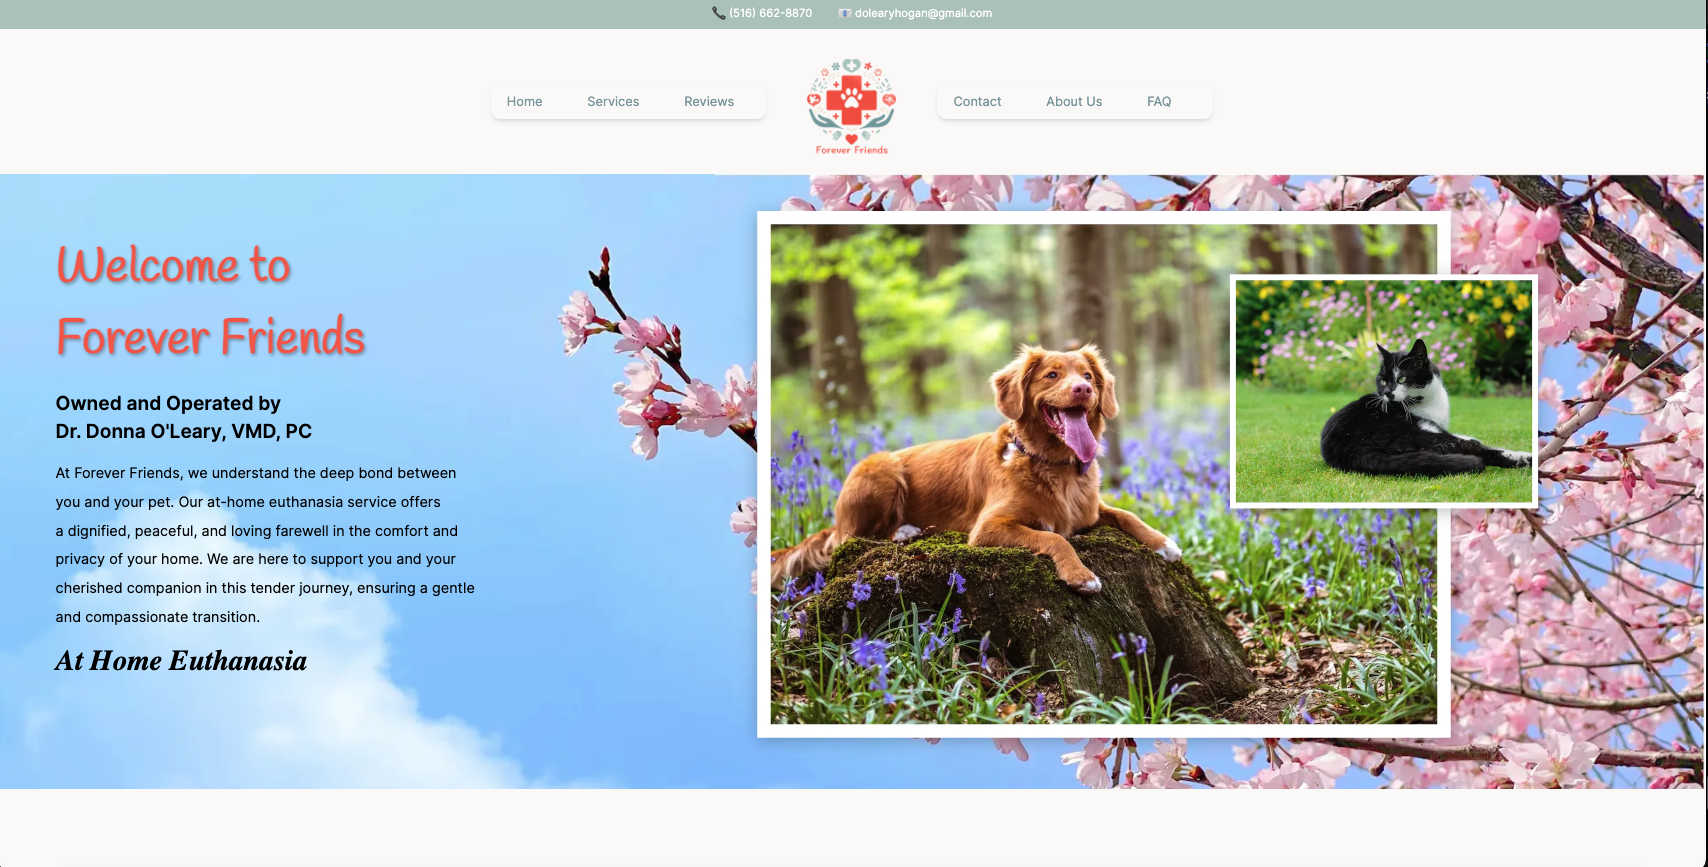 (516) 662-8870 dolearyhogan@gmail.com
Home Services Reviews Contact About Us FAQ
Forever Friends
Welcome to
Forever Friends
Owned and Operated by
Dr. Donna O'Leary, VMD, PC
At Forever Friends, we understand the deep bond between
you and your pet. Our at-home euthanasia service offers
a dignified, peaceful, and loving farewell in the comfort and
privacy of your home. We are here to support you and your
cherished companion in this tender journey, ensuring a gentle
and compassionate transition.
At Home Euthanasia